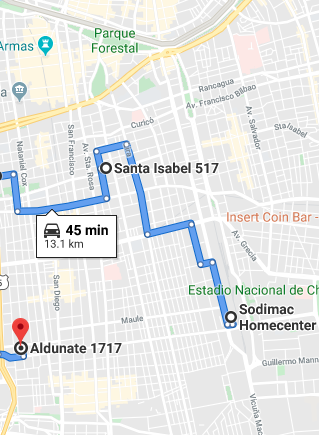 Parque
Forestal
Armas
Rancagua
Av. Francisco Bilbao
Curicó
Av. Salvador
Sta Isabel
San Francisco
Av. Sta. Rosa
Nataniel Cox
Santa Isabel 517
Insert Coin Bar -
45 min
13.1 km
Av. Grecia
San Diego
Estadio Nacional de Ch
Sodimac
Homecenter
Maule
Aldunate 1717
Guillermo Mann
Vicuña Mac